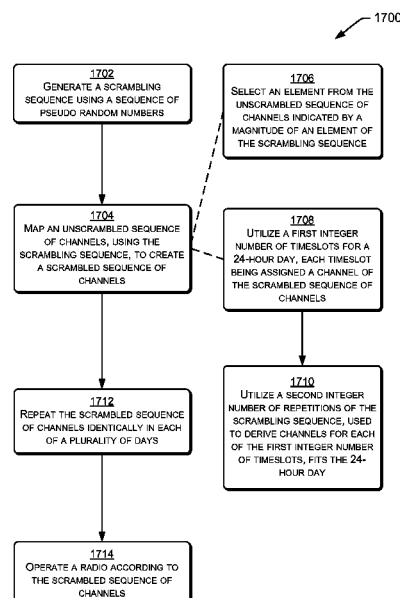 1700
1702
GENERATE A SCRAMBLING
SEQUENCE USING A SEQUENCE OF
PSEUDO RANDOM NUMBERS
1706
SELECT AN ELEMENT FROM THE
UNSCRAMBLED SEQUENCE OF
CHANNELS INDICATED BY A
MAGNITUDE OF AN ELEMENT OF
THE SCRAMBLING SEQUENCE
1704
MAP AN UNSCRAMBLED SEQUENCE
OF CHANNELS, USING THE
SCRAMBLING SEQUENCE, TO CREATE
A SCRAMBLED SEQUENCE OF
CHANNELS
1708
UTILIZE A FIRST INTEGER
NUMBER OF TIMESLOTS FOR A
24-HOUR DAY, EACH TIMESLOT
BEING ASSIGNED A CHANNEL OF
THE SCRAMBLED SEQUENCE OF
CHANNELS
1712
REPEAT THE SCRAMBLED SEQUENCE
OF CHANNELS IDENTICALLY IN EACH
OF A PLURALITY OF DAYS
1710
UTILIZE A SECOND INTEGER
NUMBER OF REPETITIONS OF THE
SCRAMBLING SEQUENCE, USED
TO DERIVE CHANNELS FOR EACH
OF THE FIRST INTEGER NUMBER
OF TIMESLOTS, FITS THE 24-
HOUR DAY
1714
OPERATE A RADIO ACCORDING TO
THE SCRAMBLED SEQUENCE OF
CHANNELS